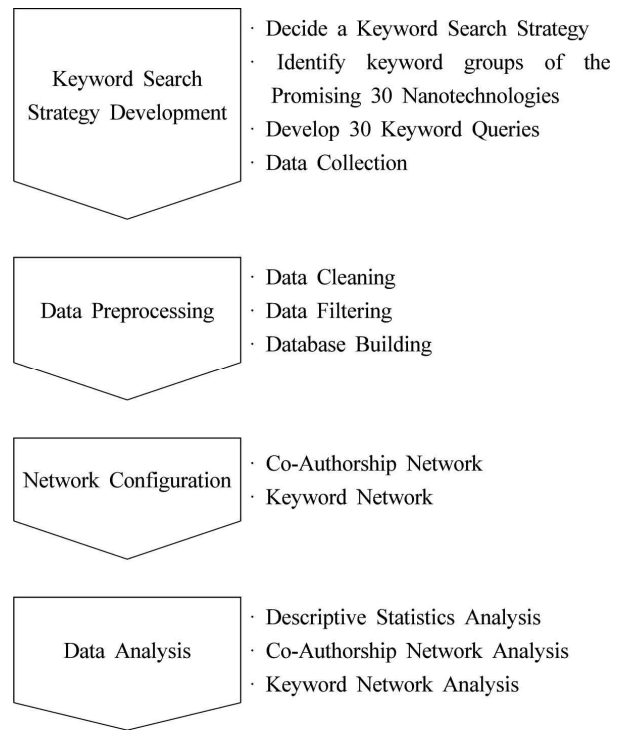 Keyword Search
Strategy Development
· Decide a Keyword Search Strategy
· Identify keyword groups of the
Promising 30 Nanotechnologies
· Develop 30 Keyword Queries
· Data Collection
Data Preprocessing
· Data Cleaning
· Data Filtering
· Database Building
Network Configuration
· Co-Authorship Network
· Keyword Network
Data Analysis
· Descriptive Statistics Analysis
· Co-Authorship Network Analysis
· Keyword Network Analysis